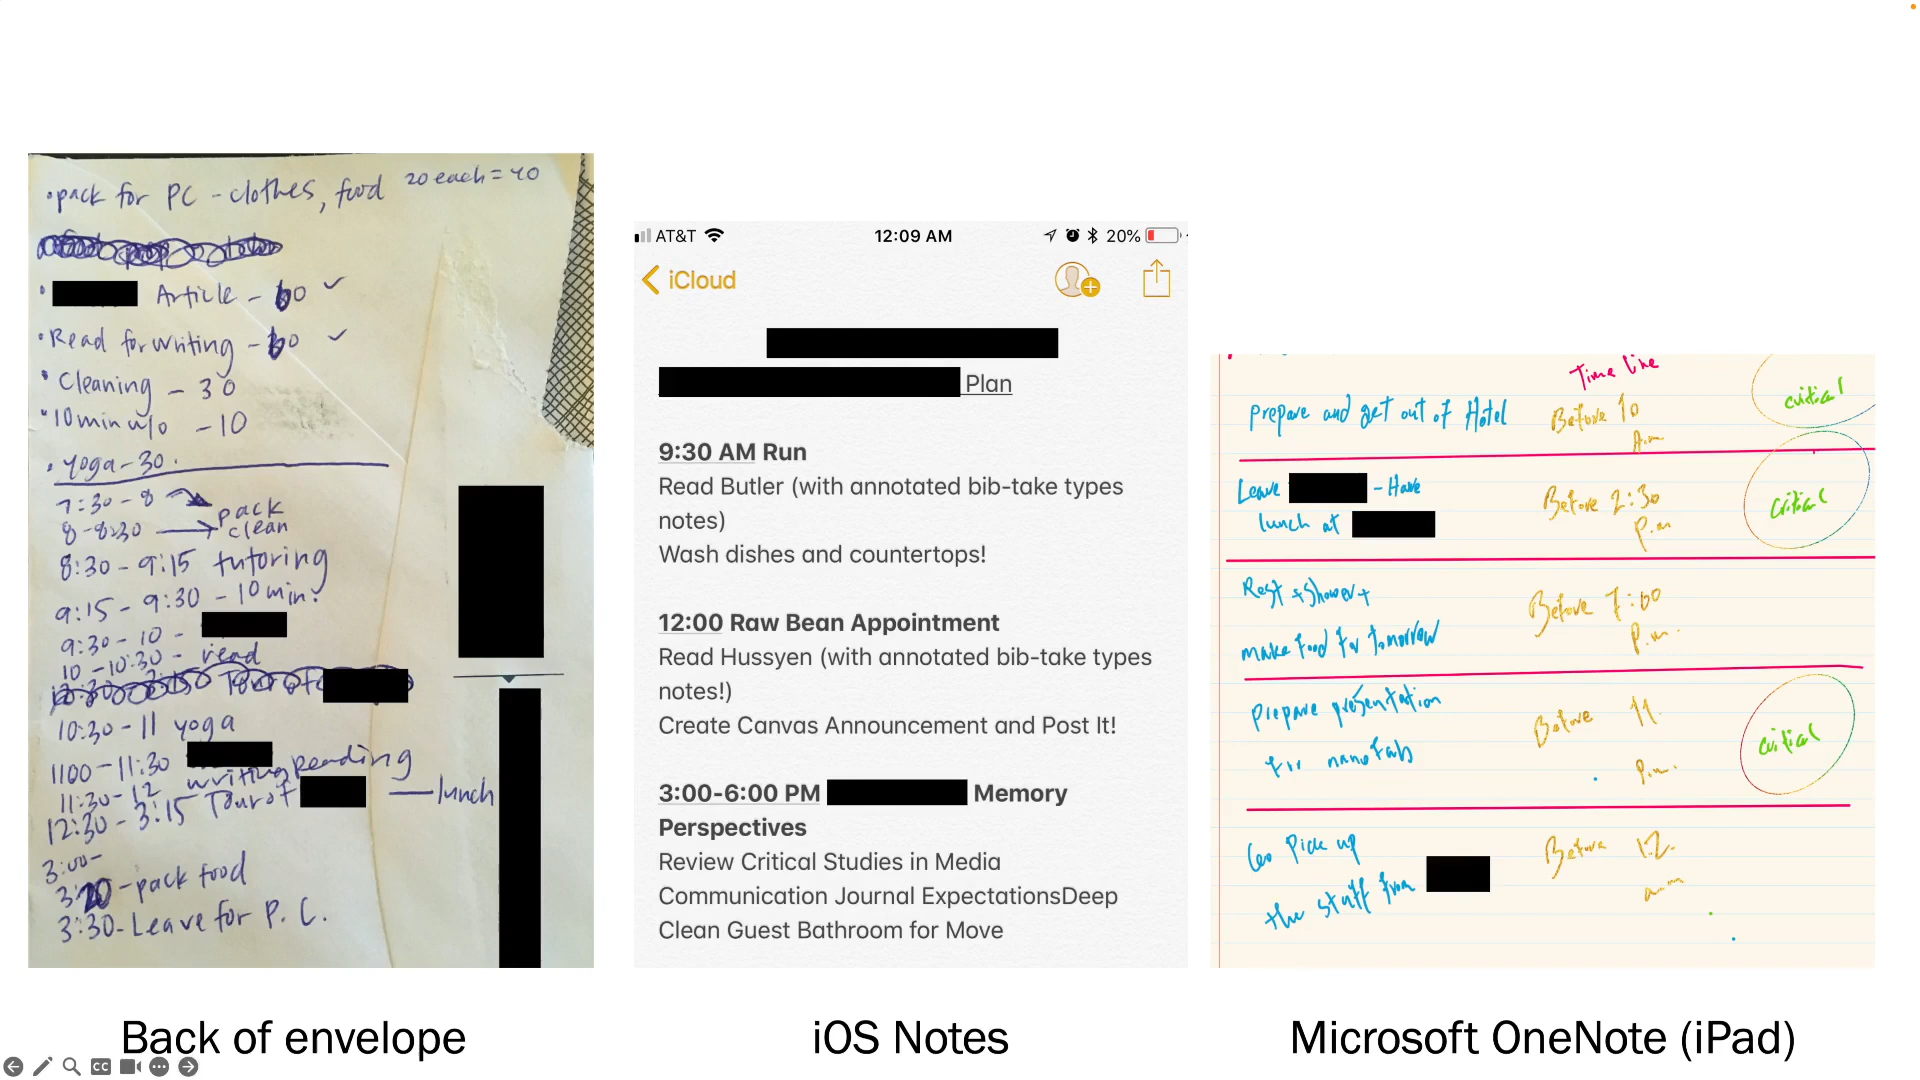 •pack for PC - clothes, food 20 each = 40
• Article - 60 ✓
•Read for writing - 60 ✓
•Cleaning - 30
•10 min w/o - 10
•yoga - 30.
7:30 - 8
pack
8 - 8:30 → clean
8:30 - 9:15 tutoring
9:15 - 9:30 - 10 min.
9:30 - 10 -
10 - 10:30 - read
Tour of
10:30 - 11 yoga
1100 - 11:30
writing Reading
11:30 - 12
12:30 - 3:15 Tour of — lunch
3:00 -
3:20 - pack food
3:30 - Leave for P. C.
Back of envelope
AT&T 12:09 AM 20%
iCloud
Plan
9:30 AM Run
Read Butler (with annotated bib-take types
notes)
Wash dishes and countertops!
12:00 Raw Bean Appointment
Read Hussyen (with annotated bib-take types
notes!)
Create Canvas Announcement and Post It!
3:00-6:00 PM Memory
Perspectives
Review Critical Studies in Media
Communication Journal ExpectationsDeep
Clean Guest Bathroom for Move
iOS Notes
Time line
prepare and get out of Hotel Before 10 critical
A.m
Leave - Have Before 2:30 critical
lunch at P.m
Rest + Shower + Before 7:00
make food for tomorrow P.m.
prepare presentation Before 11. critical
for nanofab P.m.
Go Pick up Before 12.
the stuff from a.m
Microsoft OneNote (iPad)
CC